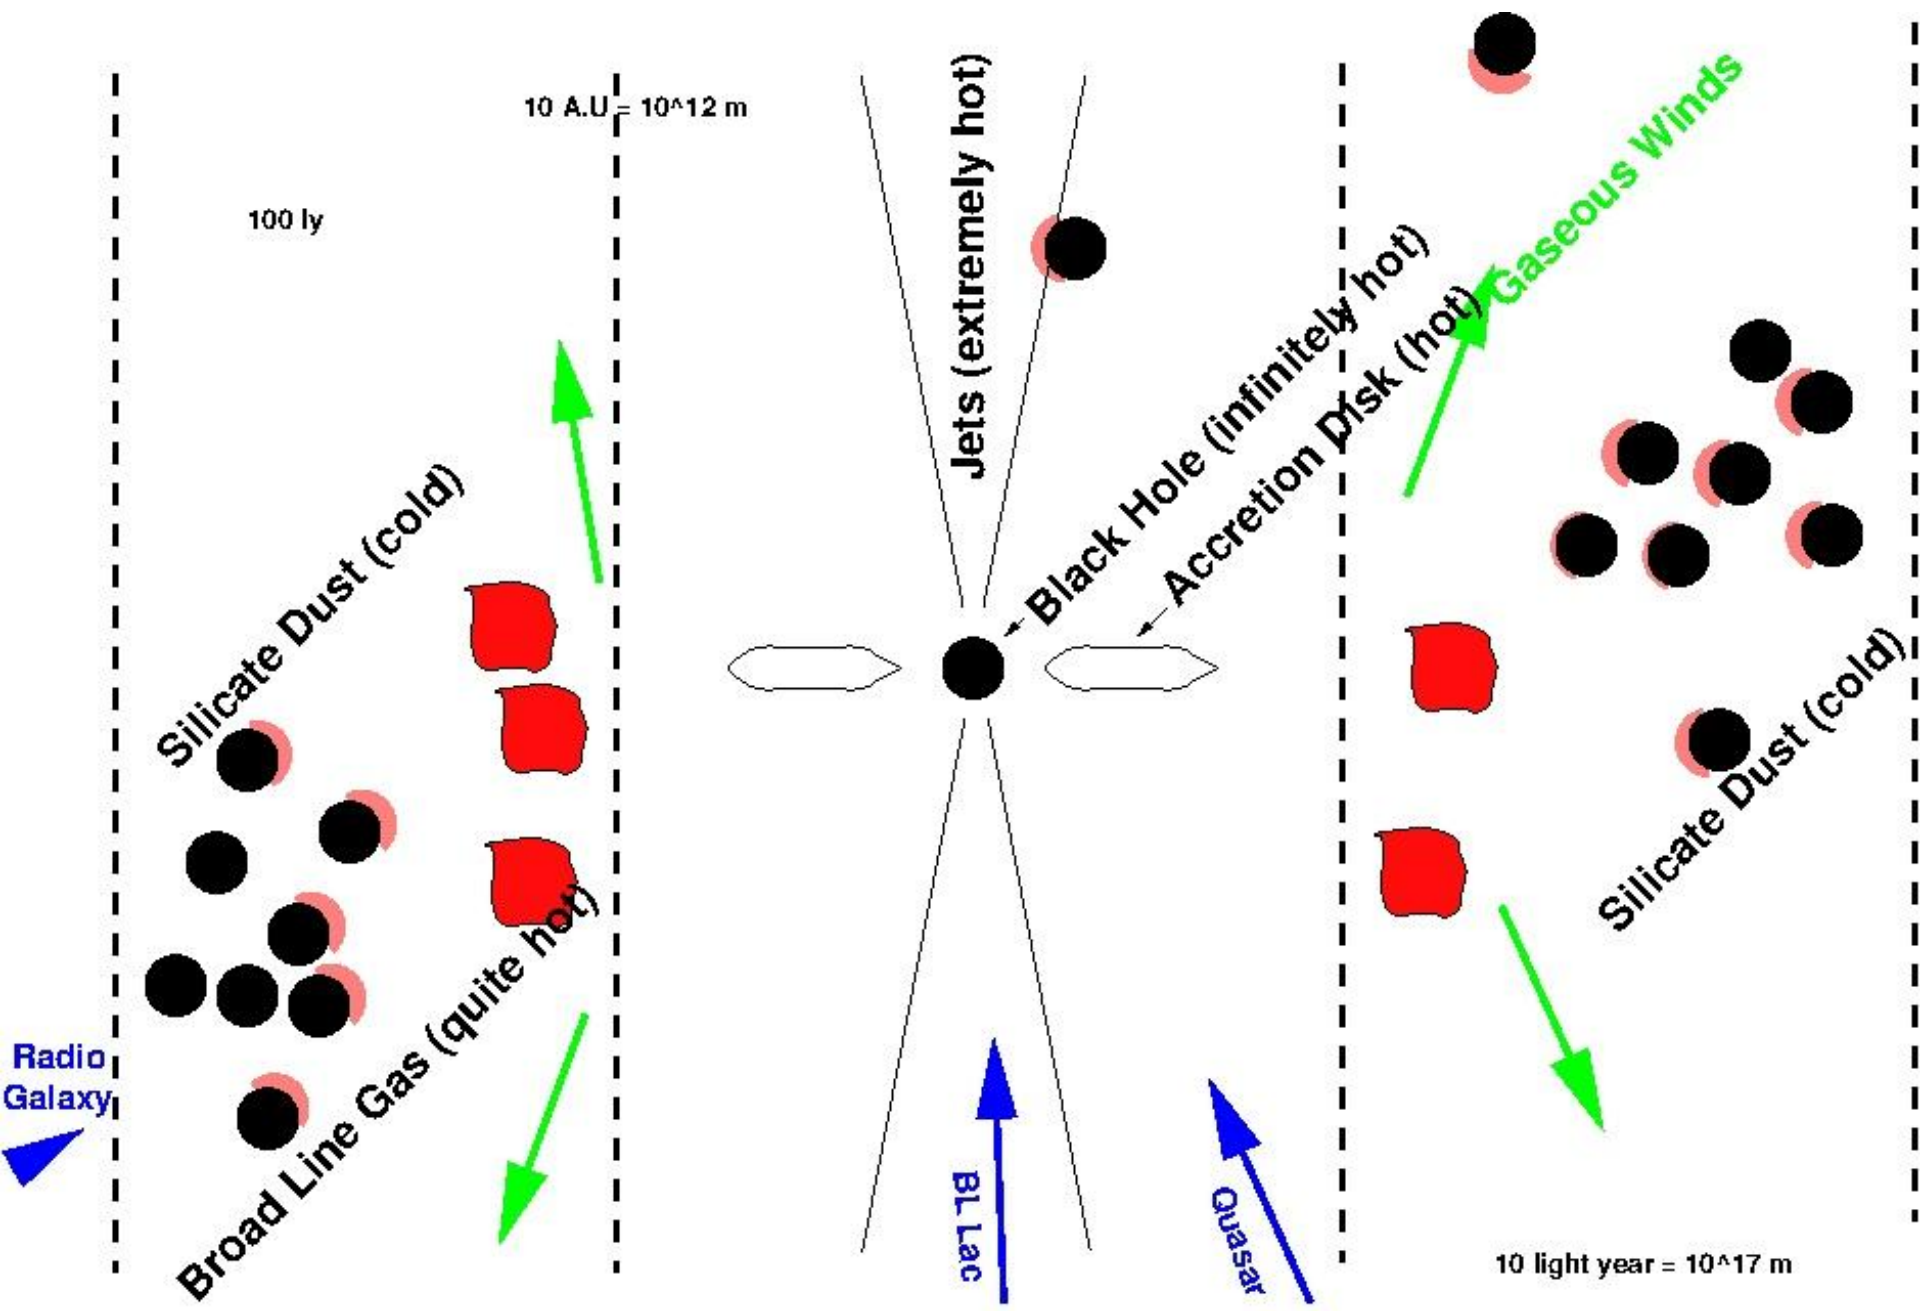 10 A.U = 10^12 m
100 ly
Jets (extremely hot)
Gaseous Winds
Black Hole (infinitely hot)
Accretion DIsk (hot)
Silicate Dust (cold)
Silicate Dust (cold)
Broad Line Gas (quite hot)
Radio
Galaxy
BL Lac
Quasar
10 light year = 10^17 m